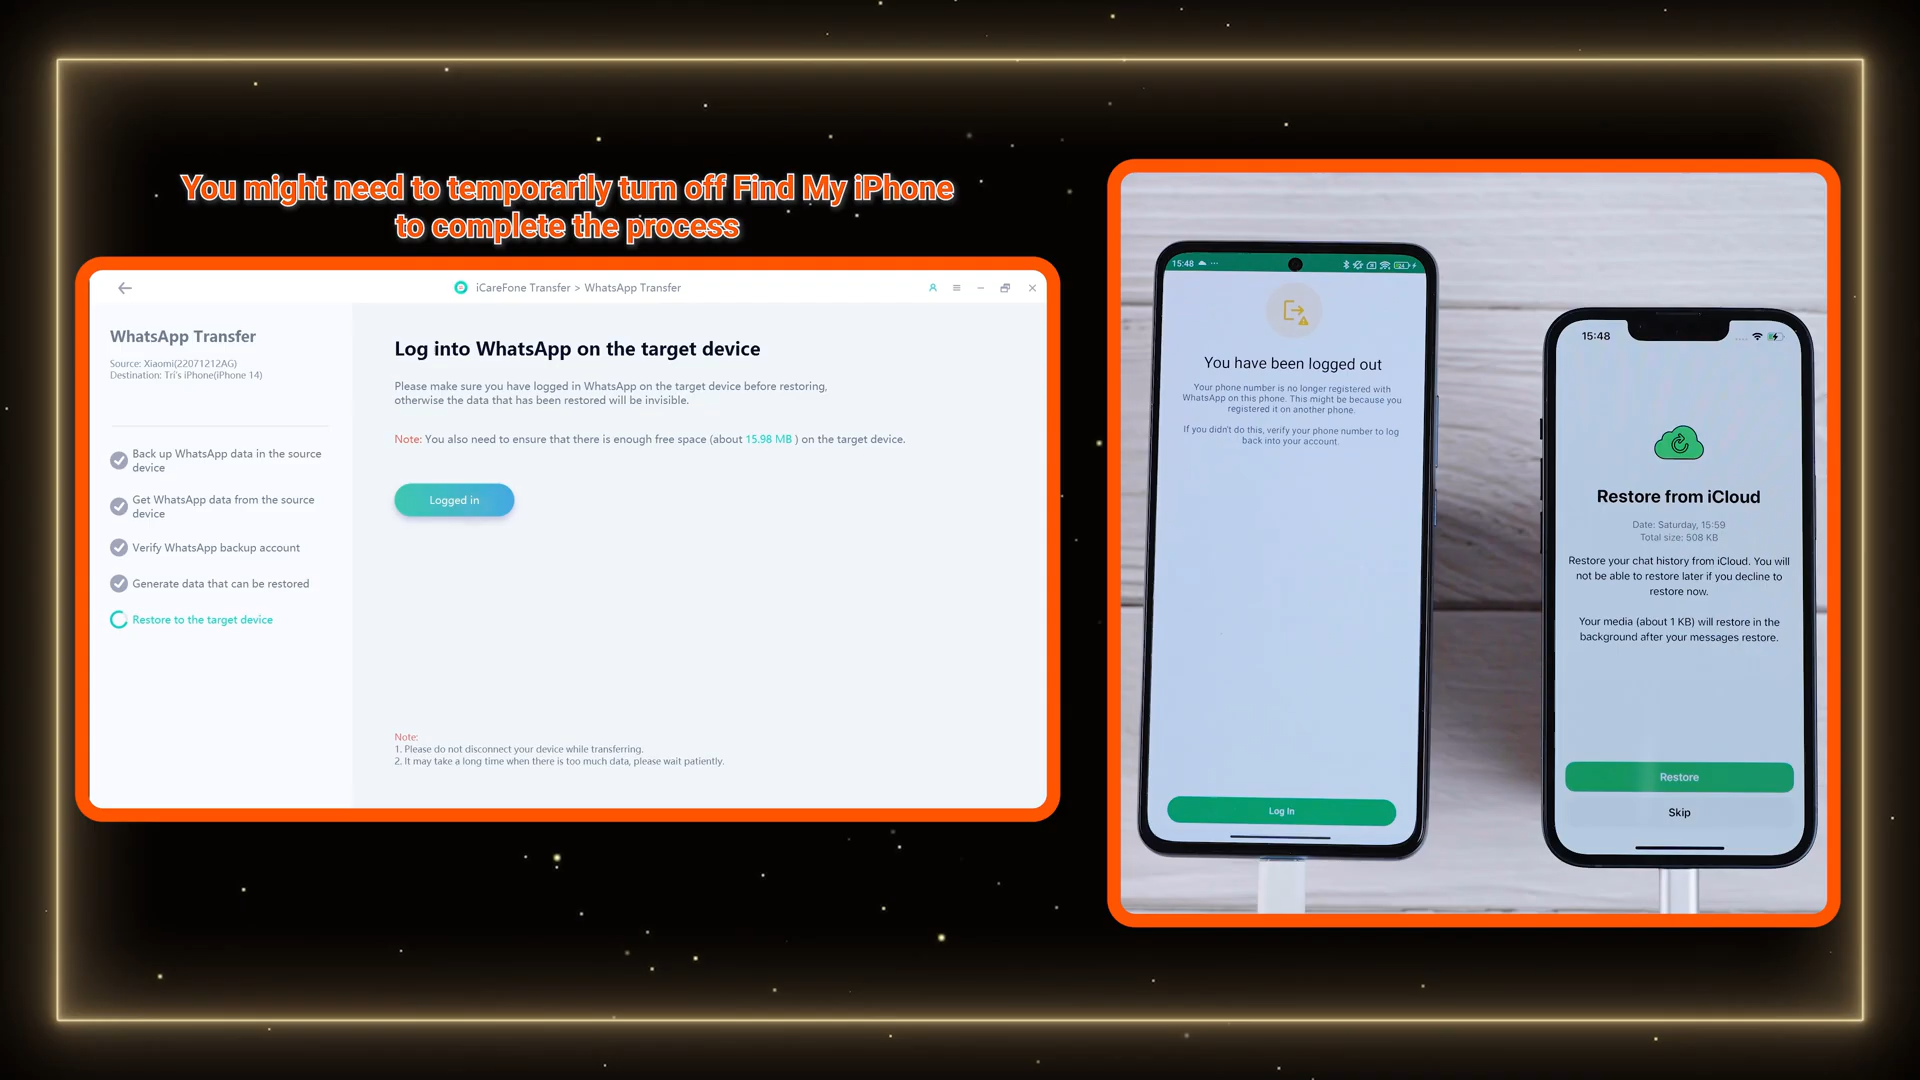 You might need to temporarily turn off Find My iPhone
to complete the process
iCareFone Transfer > WhatsApp Transfer
WhatsApp Transfer
Source: Xiaomi(22071212AG)
Destination: Tri's iPhone(iPhone 14)
Back up WhatsApp data in the source
device
Get WhatsApp data from the source
device
Verify WhatsApp backup account
Generate data that can be restored
Restore to the target device
Log into WhatsApp on the target device
Please make sure you have logged in WhatsApp on the target device before restoring,
otherwise the data that has been restored will be invisible.
Note: You also need to ensure that there is enough free space (about 15.98 MB ) on the target device.
Logged in
Note:
1. Please do not disconnect your device while transferring.
2. It may take a long time when there is too much data, please wait patiently.
15:48
You have been logged out
Your phone number is no longer registered with
WhatsApp on this phone. This might be because you
registered it on another phone.
If you didn't do this, verify your phone number to log
back into your account.
Log In
15:48
Restore from iCloud
Date: Saturday, 15:59
Total size: 508 KB
Restore your chat history from iCloud. You will
not be able to restore later if you decline to
restore now.
Your media (about 1 KB) will restore in the
background after your messages restore.
Restore
Skip